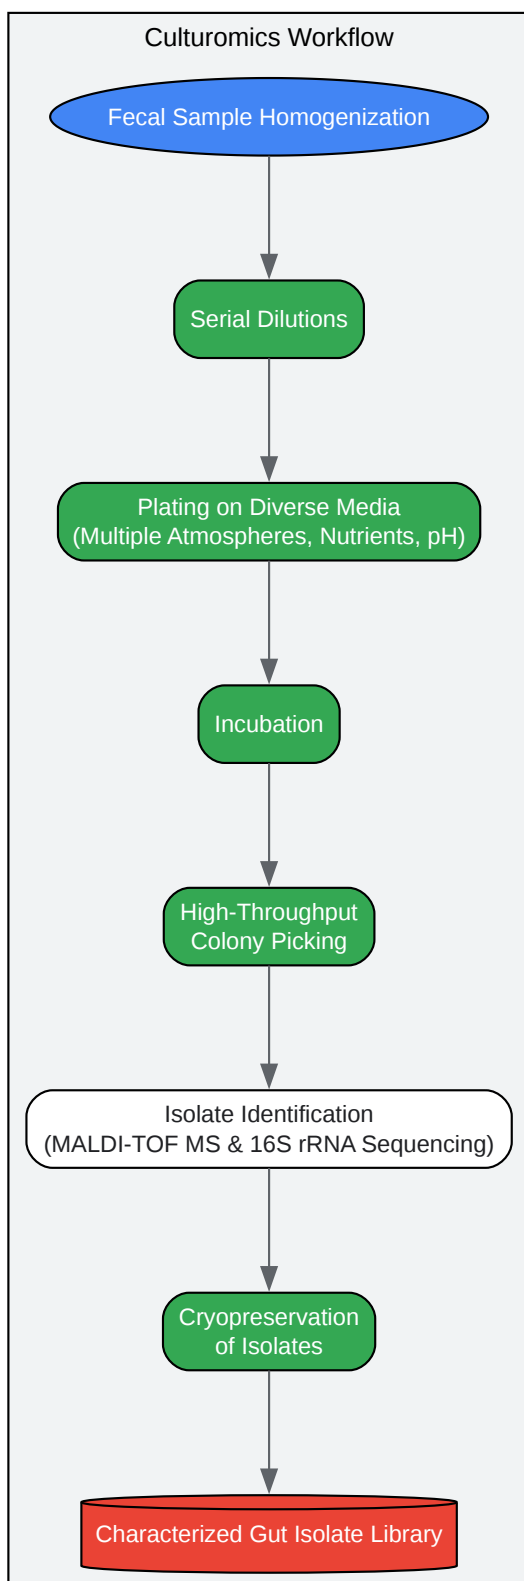 Culturomics Workflow
Fecal Sample Homogenization
Serial Dilutions
Plating on Diverse Media
(Multiple Atmospheres, Nutrients, pH)
Incubation
High-Throughput
Colony Picking
Isolate Identification
(MALDI-TOF MS & 16S rRNA Sequencing)
Cryopreservation
of Isolates
Characterized Gut Isolate Library